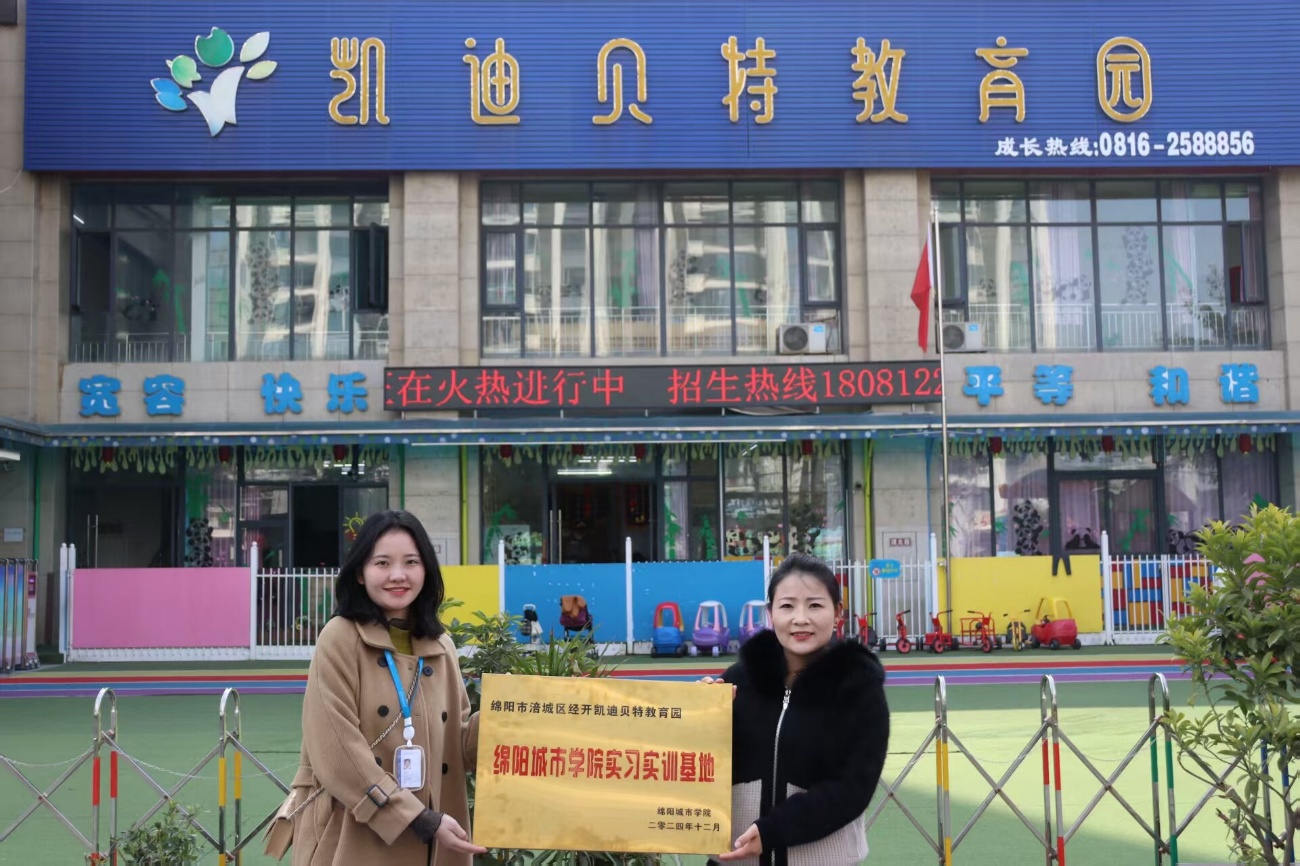 凯迪贝特教育园
成长热线:0816-2588856
宽容 快乐
在火热进行中 招生热线1808122
平等 和谐
绵阳市涪城区经开凯迪贝特教育园
绵阳城市学院实习实训基地
绵阳城市学院
二零二四年十二月